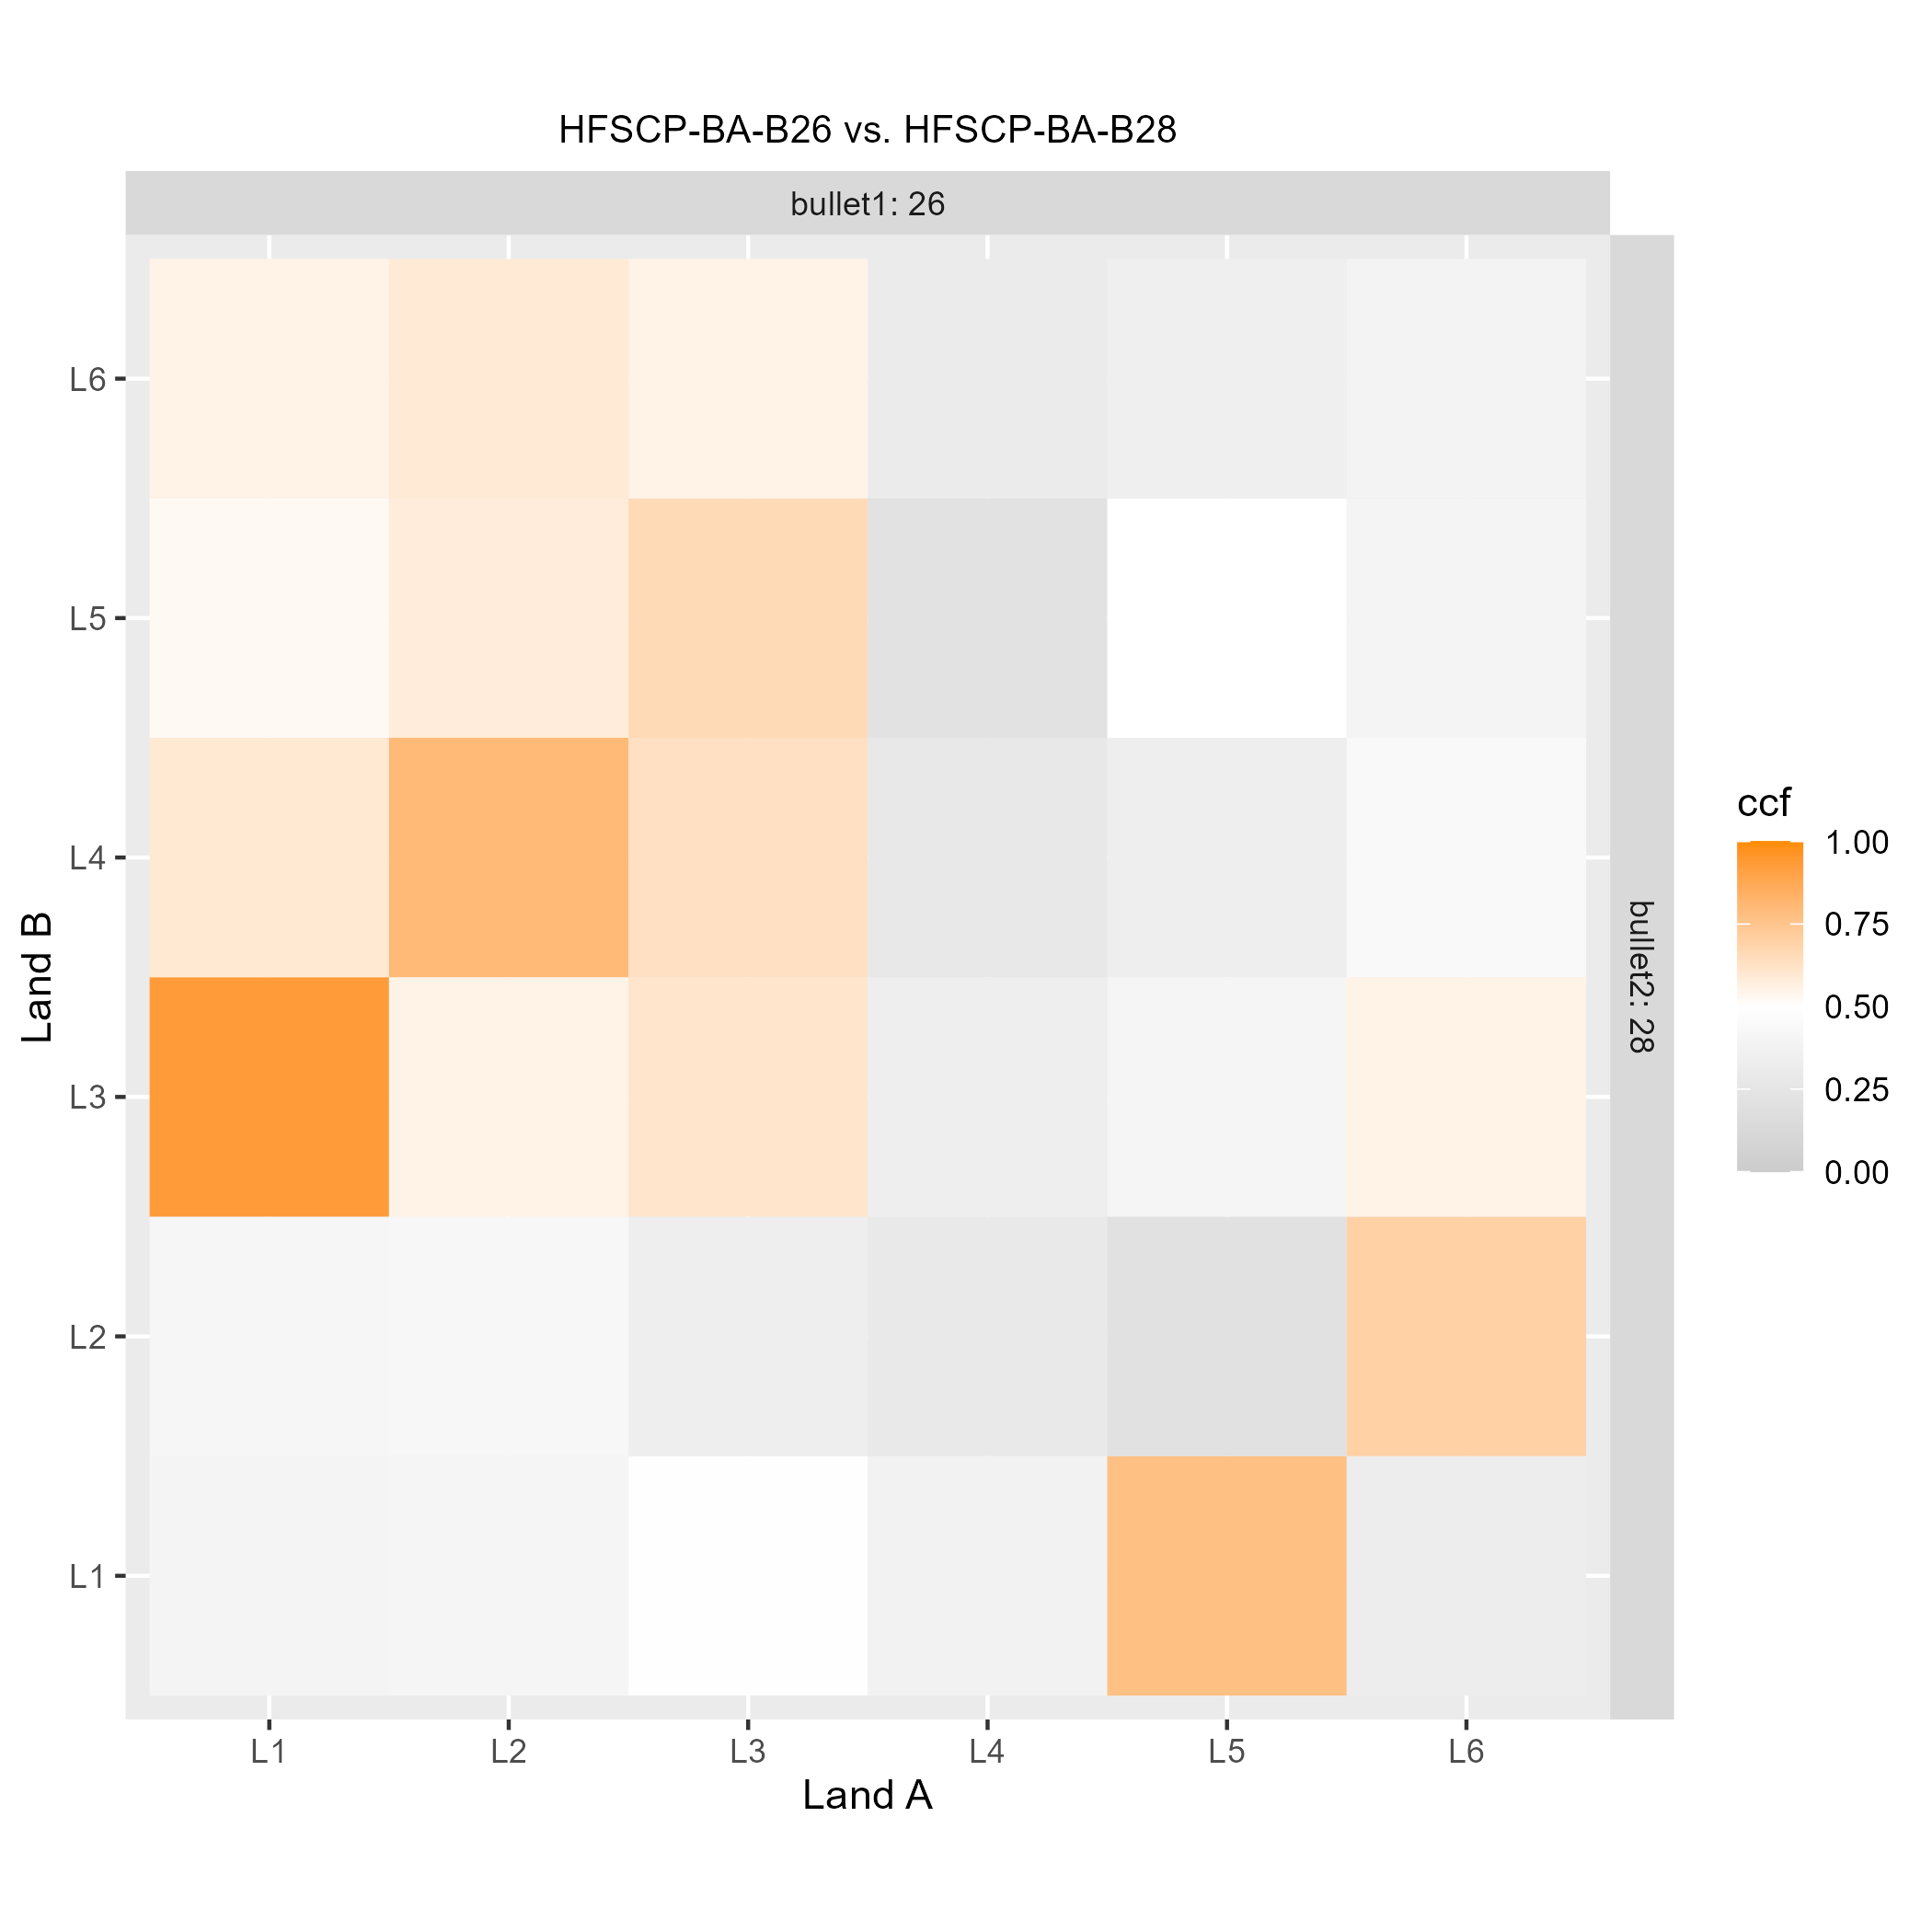 HFSCP-BA-B26 vs. HFSCP-BA-B28
bullet1: 26
L6
L5
L4
L3
L2
L1
Land B
bullet2: 28
L1 L2 L3 L4 L5 L6
Land A
ccf
1.00
0.75
0.50
0.25
0.00